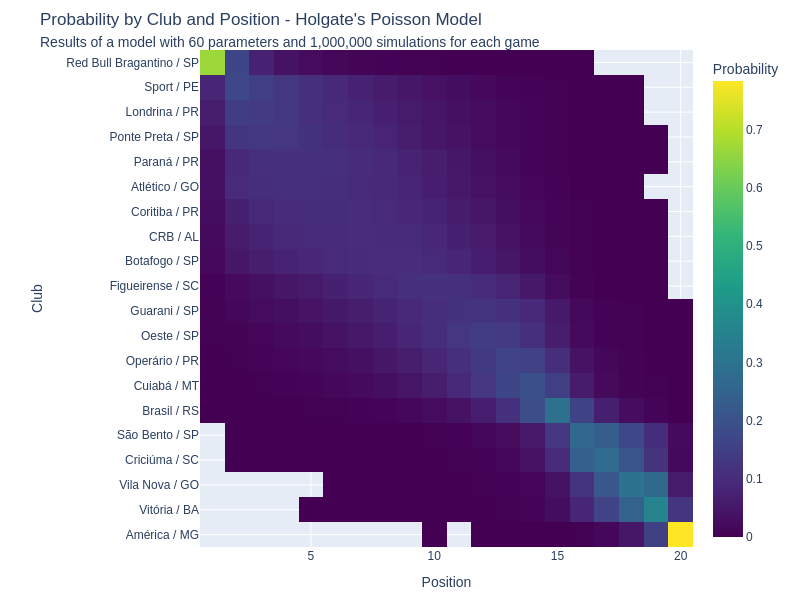 Probability by Club and Position - Holgate's Poisson Model
Results of a model with 60 parameters and 1,000,000 simulations for each game
Probability
Red Bull Bragantino / SP
Sport / PE
Londrina / PR
Ponte Preta / SP
Paraná / PR
Atlético / GO
Coritiba / PR
CRB / AL
Botafogo / SP
Figueirense / SC
Guarani / SP
Oeste / SP
Operário / PR
Cuiabá / MT
Brasil / RS
São Bento / SP
Criciúma / SC
Vila Nova / GO
Vitória / BA
América / MG
Club
5
10
15
20
Position
0.7
0.6
0.5
0.4
0.3
0.2
0.1
0